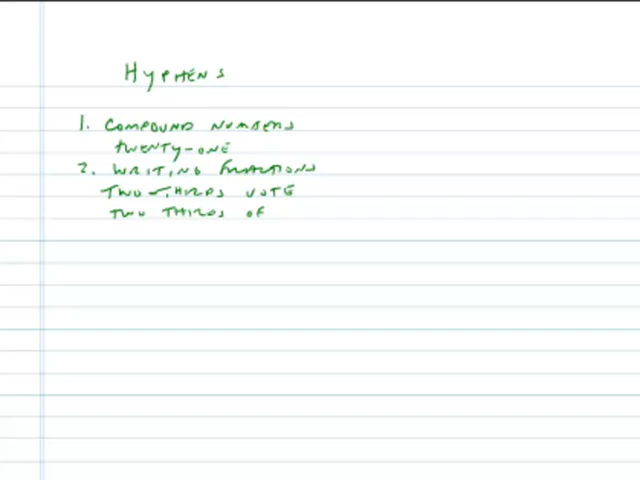 HYPHENS
1. COMPOUND NUMBERS
TWENTY-ONE
2. WRITING FRACTIONS
TWO-THIRDS VOTE
TWO THIRDS OF